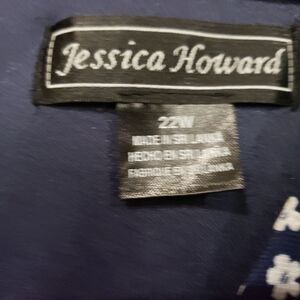 Jessica Howard
22W
MADE IN SRI LANKA
HECHO EN SRI LANKA
FABRIQUE EN SRI LANKA